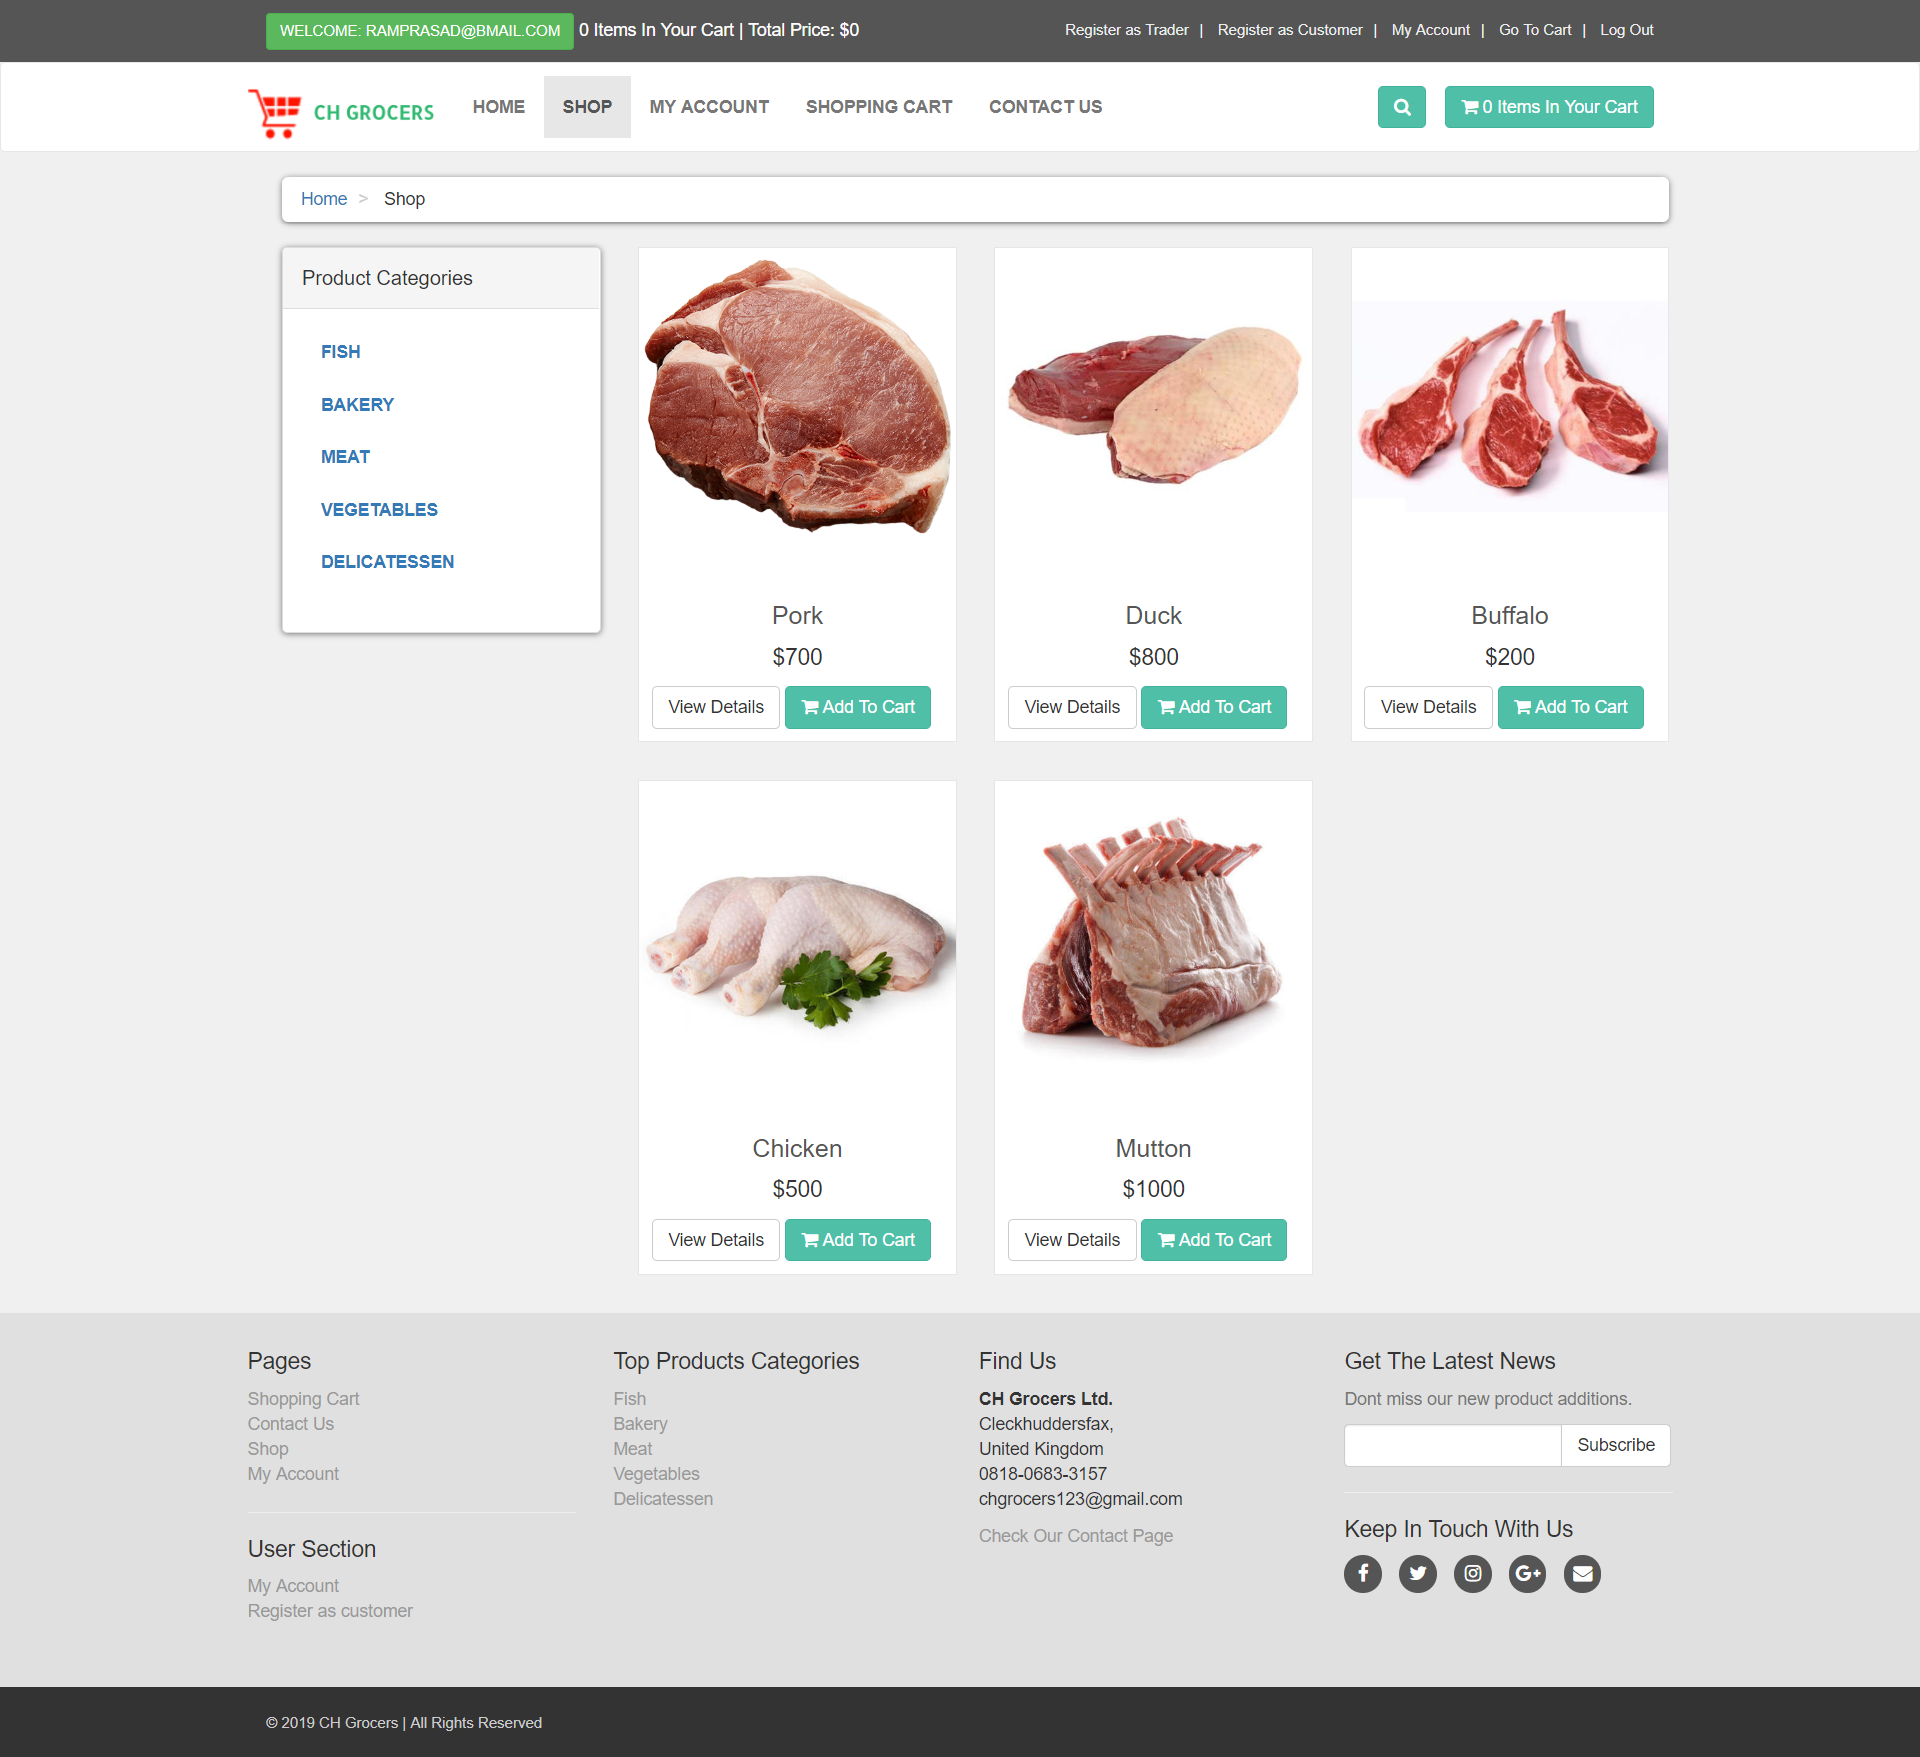 WELCOME: RAMPRASAD@BMAIL.COM 0 Items In Your Cart | Total Price: $0
Register as Trader | Register as Customer | My Account | Go To Cart | Log Out
CH GROCERS
HOME SHOP MY ACCOUNT SHOPPING CART CONTACT US
0 Items In Your Cart
Home > Shop
Product Categories
FISH
BAKERY
MEAT
VEGETABLES
DELICATESSEN
Pork
$700
View Details Add To Cart
Duck
$800
View Details Add To Cart
Buffalo
$200
View Details Add To Cart
Chicken
$500
View Details Add To Cart
Mutton
$1000
View Details Add To Cart
Pages
Shopping Cart
Contact Us
Shop
My Account
User Section
My Account
Register as customer
Top Products Categories
Fish
Bakery
Meat
Vegetables
Delicatessen
Find Us
CH Grocers Ltd.
Cleckhuddersfax,
United Kingdom
0818-0683-3157
chgrocers123@gmail.com
Check Our Contact Page
Get The Latest News
Dont miss our new product additions.
Subscribe
Keep In Touch With Us
© 2019 CH Grocers | All Rights Reserved